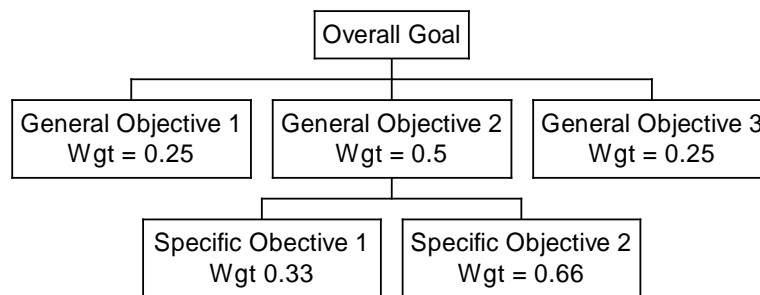 Overall Goal
General Objective 1
Wgt = 0.25
General Objective 2
Wgt = 0.5
General Objective 3
Wgt = 0.25
Specific Obective 1
Wgt 0.33
Specific Objective 2
Wgt = 0.66